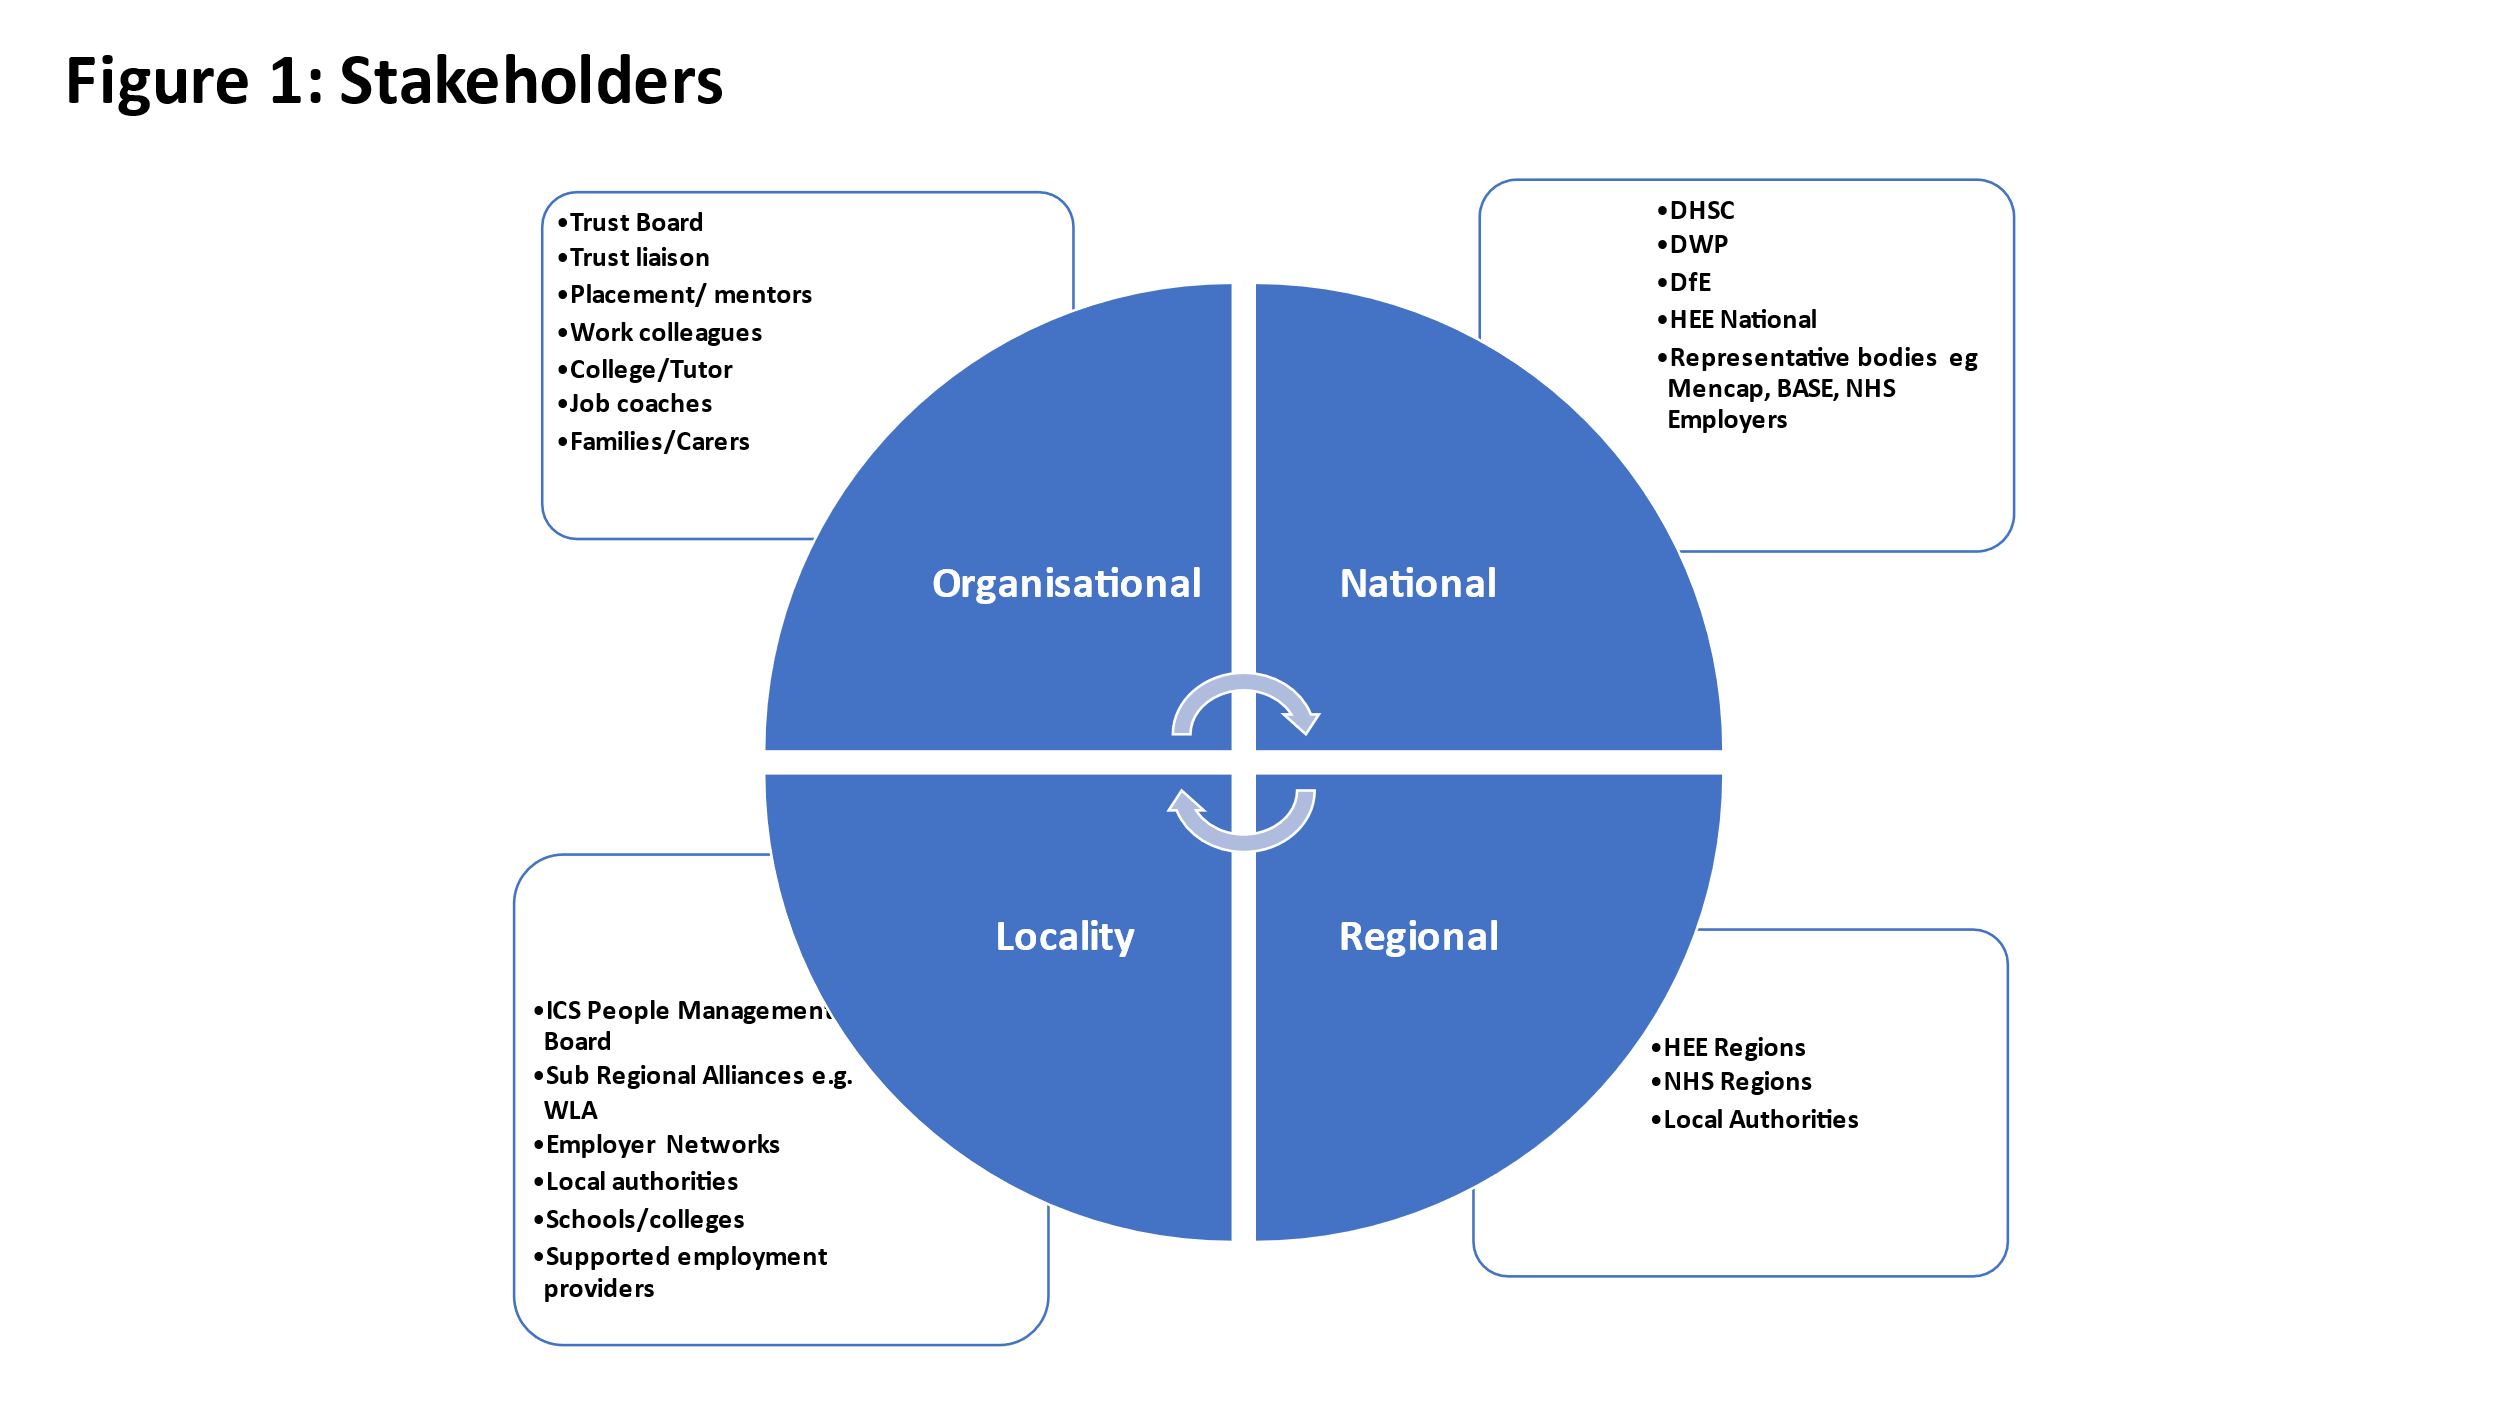 Figure 1: Stakeholders
•Trust Board
•Trust liaison
•Placement/ mentors
•Work colleagues
•College/Tutor
•Job coaches
•Families/Carers
•DHSC
•DWP
•DfE
•HEE National
•Representative bodies eg
Mencap, BASE, NHS
Employers
Organisational
National
Locality
Regional
•ICS People Management
Board
•Sub Regional Alliances e.g.
WLA
•Employer Networks
•Local authorities
•Schools/colleges
•Supported employment
providers
•HEE Regions
•NHS Regions
•Local Authorities